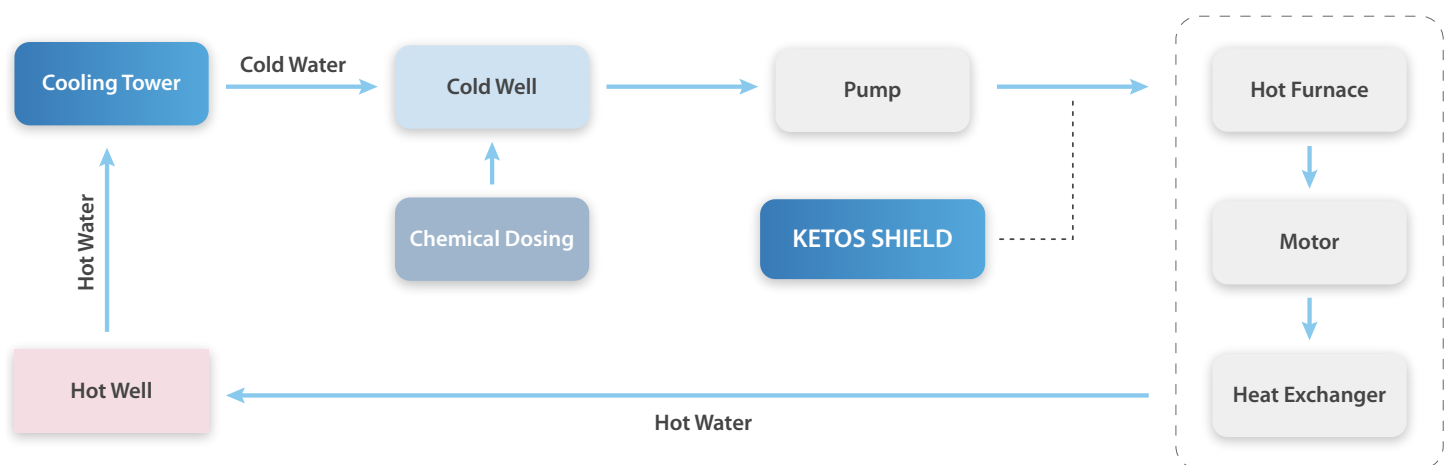 Cooling Tower
Cold Water
Cold Well
Pump
Hot Furnace
Hot Water
Chemical Dosing
KETOS SHIELD
Motor
Hot Well
Hot Water
Heat Exchanger